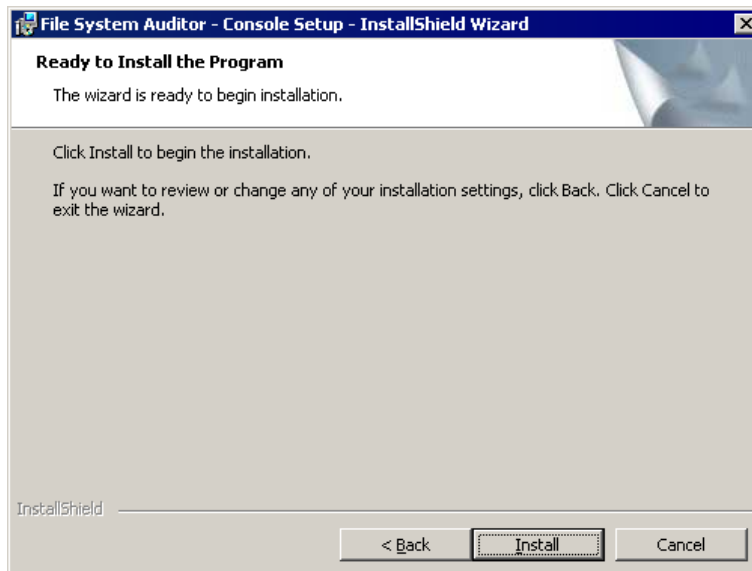 File System Auditor - Console Setup - InstallShield Wizard
Ready to Install the Program
The wizard is ready to begin installation.
Click Install to begin the installation.
If you want to review or change any of your installation settings, click Back. Click Cancel to
exit the wizard.
InstallShield
< Back Install Cancel